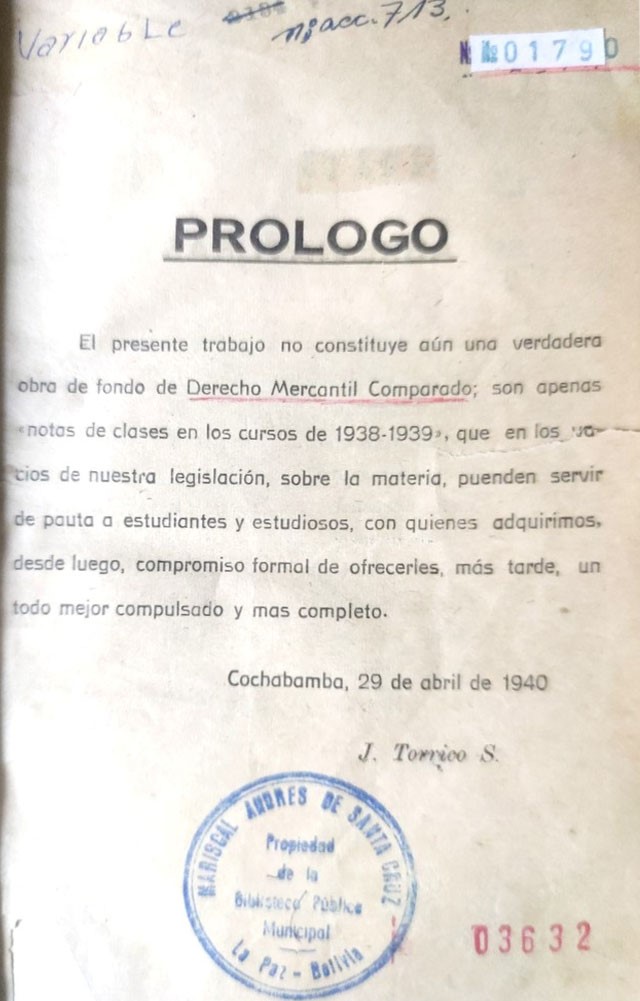 Variable
n; acc. 713.
№ 01790
PROLOGO
El presente trabajo no constituye aún una verdadera
obra de fondo de Derecho Mercantil Comparado; son apenas
«notas de clases en los cursos de 1938-1939», que en los va-
cios de nuestra legislación, sobre la materia, puenden servir
de pauta a estudiantes y estudiosos, con quienes adquirimos,
desde luego, compromiso formal de ofrecerles, más tarde, un
todo mejor compulsado y mas completo.
Cochabamba, 29 de abril de 1940
J. Torrico S.
MARISCAL ANDRES DE SANTA CRUZ
Propiedad
de la
Biblioteca Pública
Municipal
La Paz - Bolivia
03632